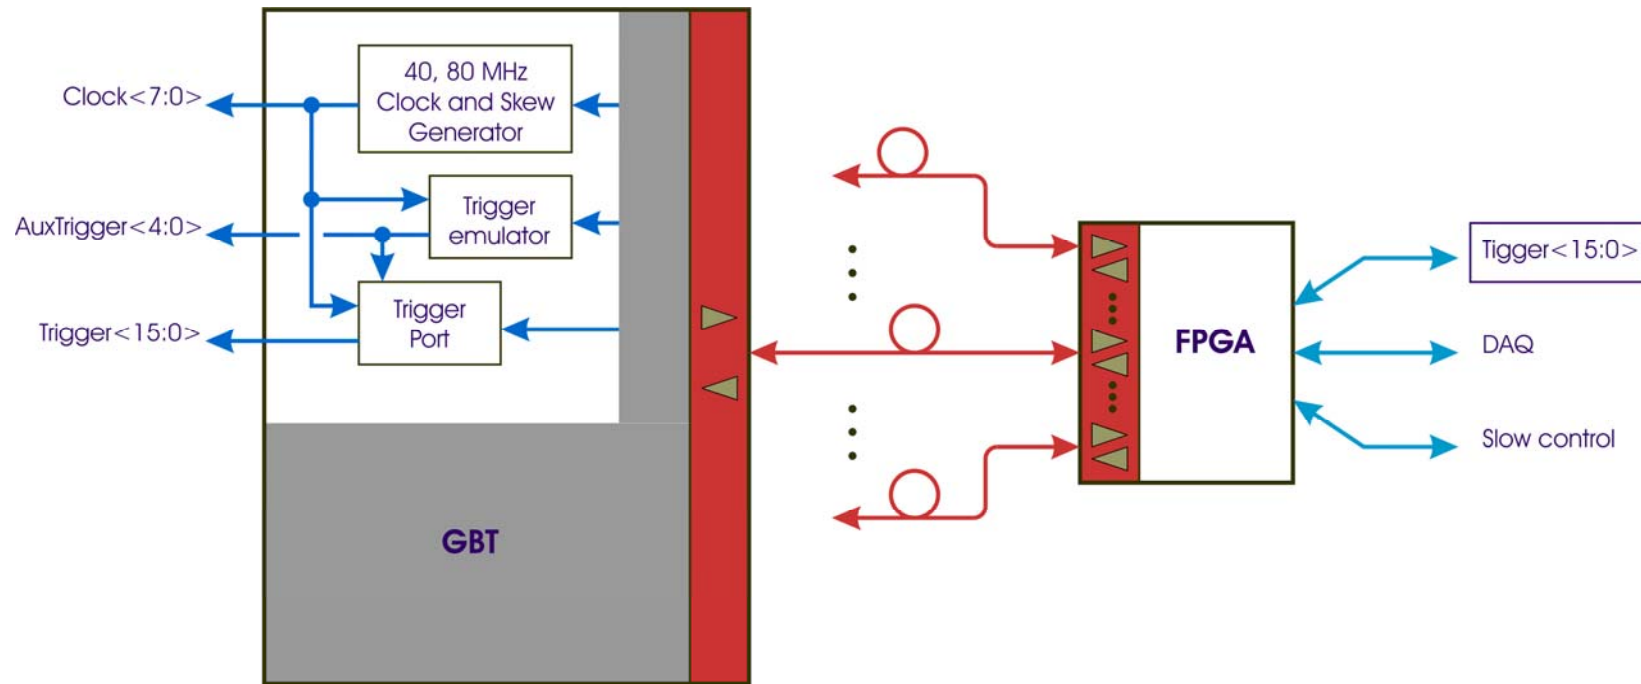 40, 80 MHz
Clock and Skew
Generator
Clock<7:0>
Trigger
emulator
AuxTrigger<4:0>
Trigger
Port
Trigger<15:0>
GBT
FPGA
Tigger<15:0>
DAQ
Slow control